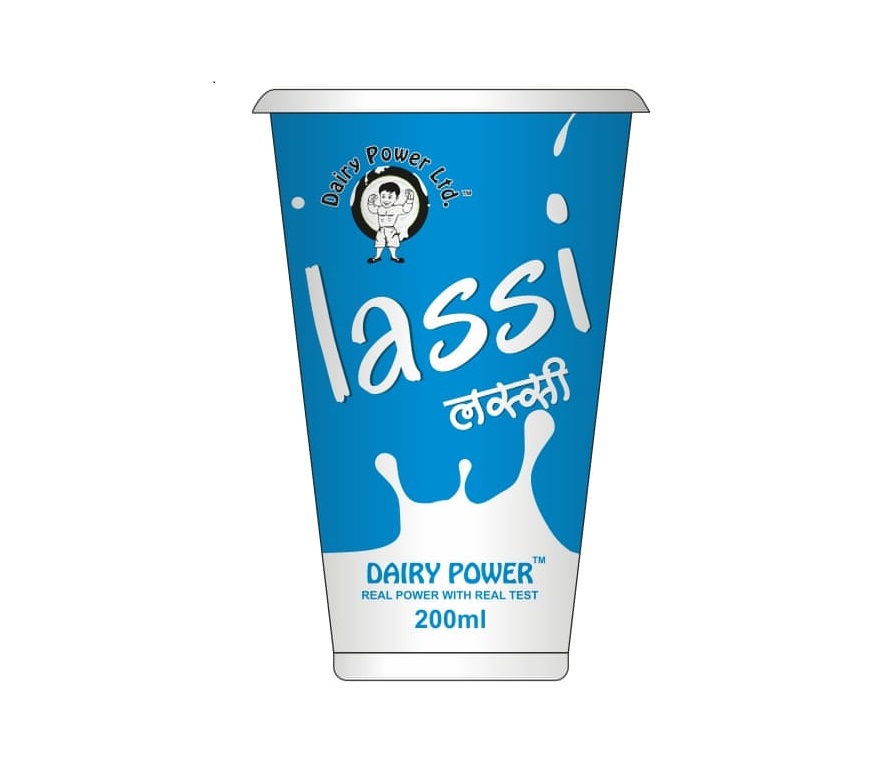 Dairy Power Ltd. ™
lassi
लस्सी
DAIRY POWER™
REAL POWER WITH REAL TEST
200ml